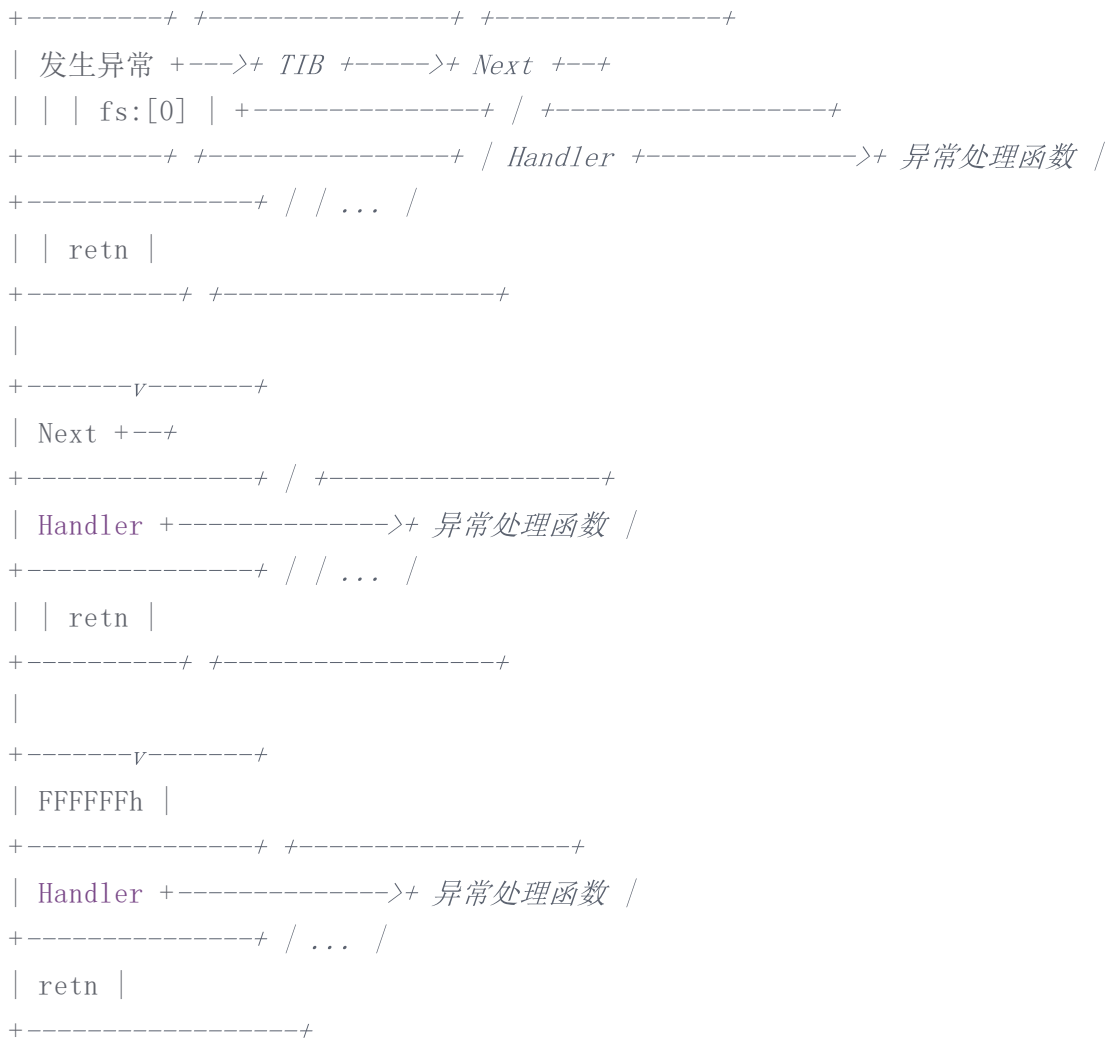 +---------+ +----------------+ +---------------+
| 发生异常 +--->+ TIB +----->+ Next +--+
| | | fs:[0] | +---------------+ | +------------------+
+---------+ +----------------+ | Handler +-------------->+ 异常处理函数 |
+---------------+ | | ... |
| | retn |
+----------+ +------------------+
|
+-------v-------+
| Next +--+
+---------------+ | +------------------+
| Handler +-------------->+ 异常处理函数 |
+---------------+ | | ... |
| | retn |
+----------+ +------------------+
|
+-------v-------+
| FFFFFFh |
+---------------+ +------------------+
| Handler +-------------->+ 异常处理函数 |
+---------------+ | ... |
| retn |
+------------------+